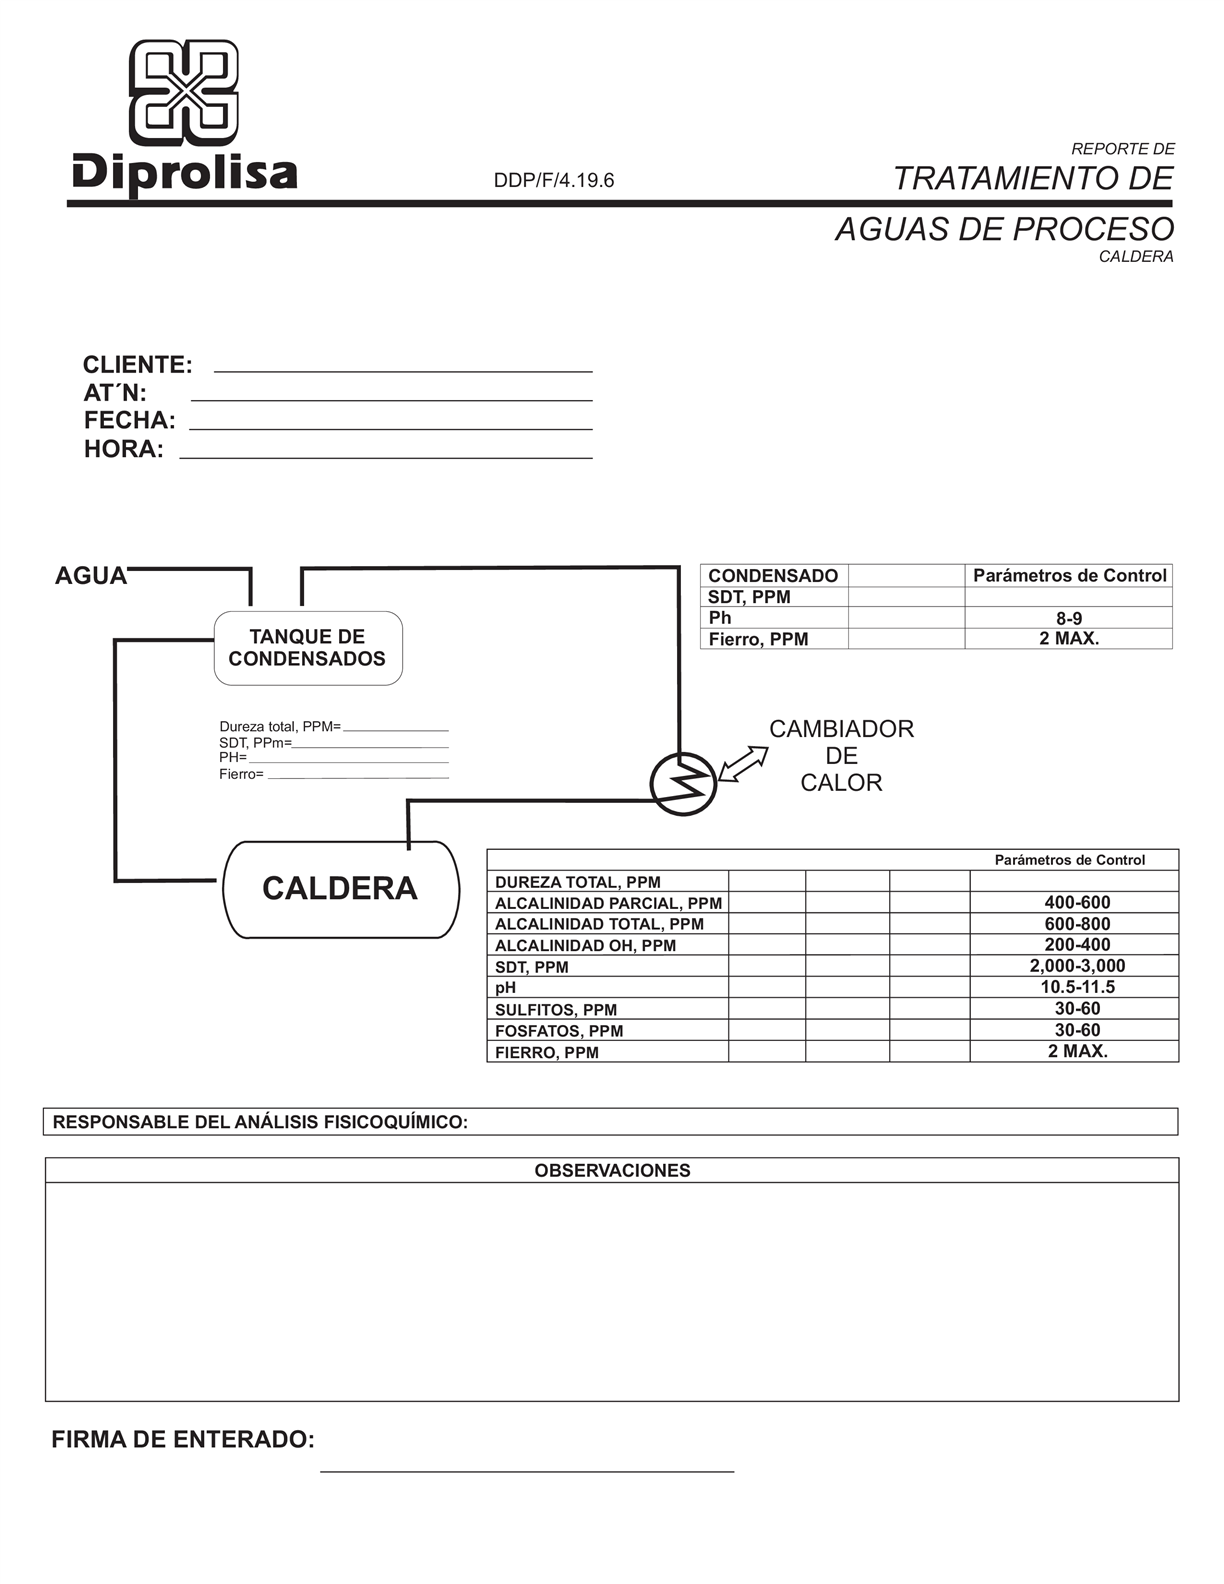 Diprolisa
DDP/F/4.19.6
REPORTE DE
TRATAMIENTO DE
AGUAS DE PROCESO
CALDERA
CLIENTE:
AT´N:
FECHA:
HORA:
AGUA
TANQUE DE
CONDENSADOS
CONDENSADO Parámetros de Control
SDT, PPM
Ph 8-9
Fierro, PPM 2 MAX.
Dureza total, PPM=
SDT, PPm=
PH=
Fierro=
CAMBIADOR
DE
CALOR
CALDERA
Parámetros de Control
DUREZA TOTAL, PPM
ALCALINIDAD PARCIAL, PPM 400-600
ALCALINIDAD TOTAL, PPM 600-800
ALCALINIDAD OH, PPM 200-400
SDT, PPM 2,000-3,000
pH 10.5-11.5
SULFITOS, PPM 30-60
FOSFATOS, PPM 30-60
FIERRO, PPM 2 MAX.
RESPONSABLE DEL ANÁLISIS FISICOQUÍMICO:
OBSERVACIONES
FIRMA DE ENTERADO: